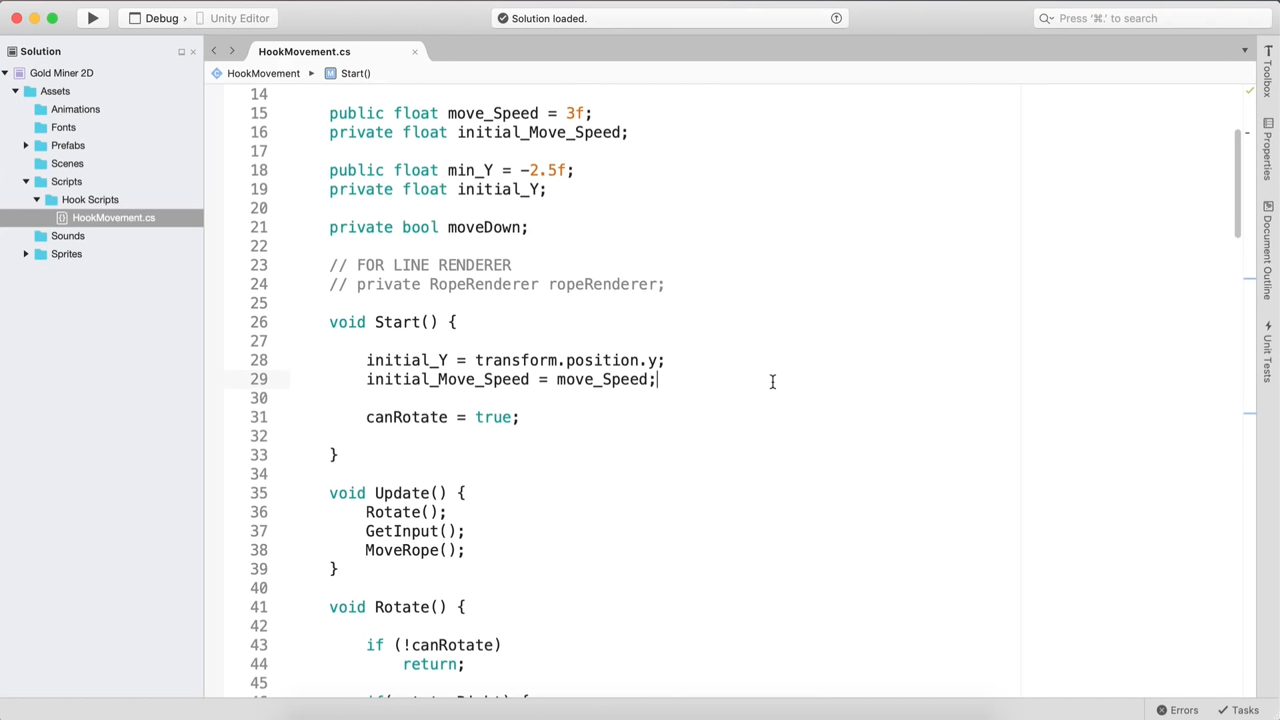 Debug › Unity Editor
Solution loaded.
Press '⌘.' to search
Solution
HookMovement.cs
Gold Miner 2D
Assets
Animations
Fonts
Prefabs
Scenes
Scripts
Hook Scripts
HookMovement.cs
Sounds
Sprites
HookMovement ▸ M Start()
14
15 public float move_Speed = 3f;
16 private float initial_Move_Speed;
17
18 public float min_Y = -2.5f;
19 private float initial_Y;
20
21 private bool moveDown;
22
23 // FOR LINE RENDERER
24 // private RopeRenderer ropeRenderer;
25
26 void Start() {
27
28 initial_Y = transform.position.y;
29 initial_Move_Speed = move_Speed;
30
31 canRotate = true;
32
33 }
34
35 void Update() {
36 Rotate();
37 GetInput();
38 MoveRope();
39 }
40
41 void Rotate() {
42
43 if (!canRotate)
44 return;
45
Toolbox
Properties
Document Outline
Unit Tests
Errors
Tasks